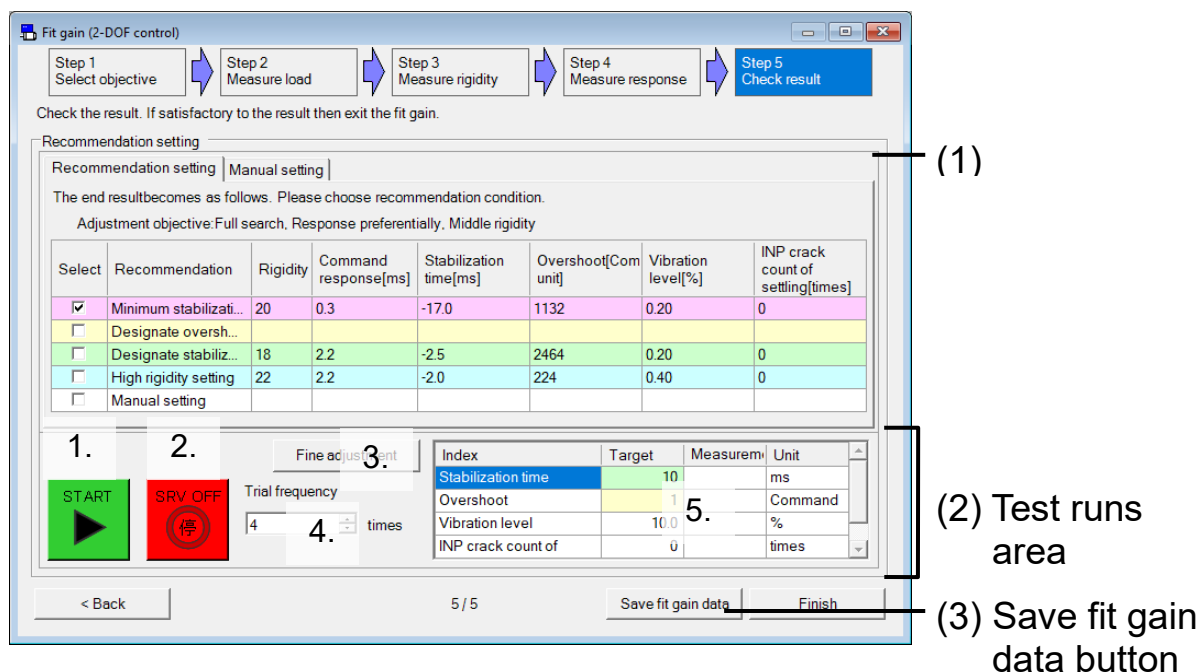 Fit gain (2-DOF control)
Step 1
Select objective
Step 2
Measure load
Step 3
Measure rigidity
Step 4
Measure response
Step 5
Check result
Check the result. If satisfactory to the result then exit the fit gain.
Recommendation setting
Recommendation setting Manual setting
(1)
The end resultbecomes as follows. Please choose recommendation condition.
Adjustment objective:Full search, Response preferentially, Middle rigidity
Select Recommendation Rigidity Command response[ms] Stabilization time[ms] Overshoot[Com unit] Vibration level[%] INP crack count of settling[times]
Minimum stabilizati... 20 0.3 -17.0 1132 0.20 0
Designate oversh...
Designate stabiliz... 18 2.2 -2.5 2464 0.20 0
High rigidity setting 22 2.2 -2.0 224 0.40 0
Manual setting
1. 2. 3. 4. 5.
START
SRV OFF
停
Fine adjustment
Trial frequency
4 times
Index Target Measurem Unit
Stabilization time 10 ms
Overshoot 1 Command
Vibration level 10.0 %
INP crack count of 0 times
(2) Test runs
area
< Back 5 / 5 Save fit gain data Finish
(3) Save fit gain
data button